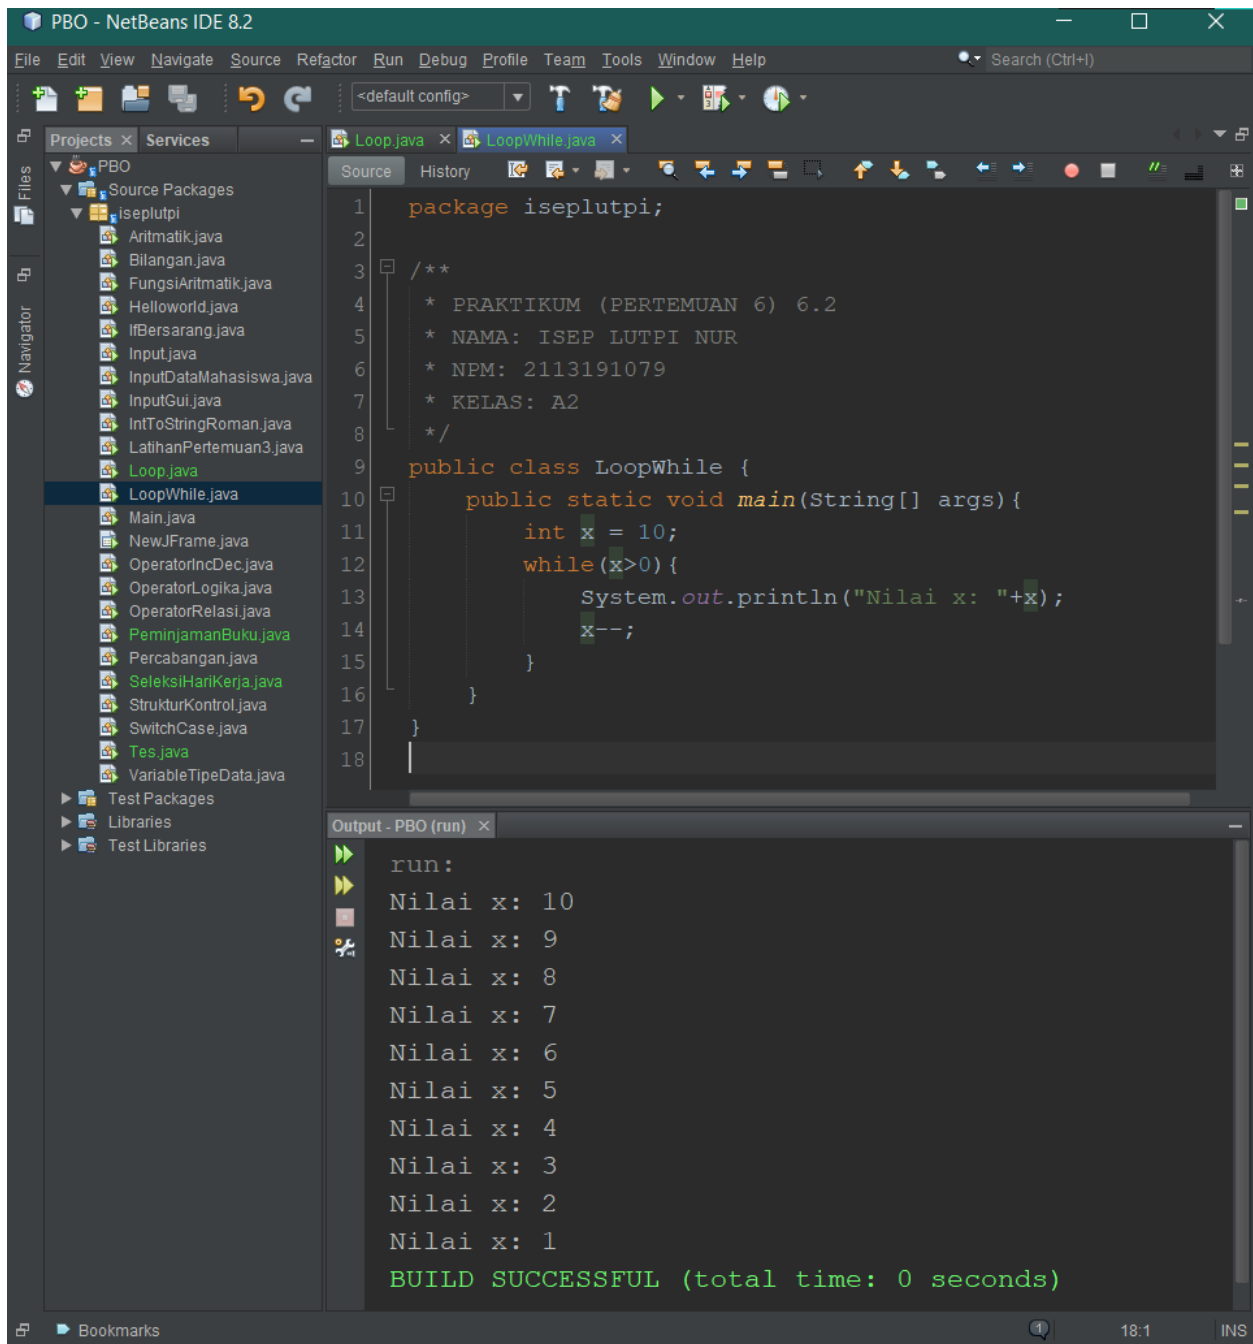 PBO - NetBeans IDE 8.2
File Edit View Navigate Source Refactor Run Debug Profile Team Tools Window Help Search (Ctrl+I)
<default config>
Projects Services
Files
Navigator
PBO
Source Packages
iseplutpi
Aritmatik.java
Bilangan.java
FungsiAritmatik.java
Helloworld.java
IfBersarang.java
Input.java
InputDataMahasiswa.java
InputGui.java
IntToStringRoman.java
LatihanPertemuan3.java
Loop.java
LoopWhile.java
Main.java
NewJFrame.java
OperatorIncDec.java
OperatorLogika.java
OperatorRelasi.java
PeminjamanBuku.java
Percabangan.java
SeleksiHariKerja.java
StrukturKontrol.java
SwitchCase.java
Tes.java
VariableTipeData.java
Test Packages
Libraries
Test Libraries
Loop.java LoopWhile.java
Source History
1 package iseplutpi;
2
3 /**
4 * PRAKTIKUM (PERTEMUAN 6) 6.2
5 * NAMA: ISEP LUTPI NUR
6 * NPM: 2113191079
7 * KELAS: A2
8 */
9 public class LoopWhile {
10 public static void main(String[] args){
11 int x = 10;
12 while(x>0){
13 System.out.println("Nilai x: "+x);
14 x--;
15 }
16 }
17 }
18
Output - PBO (run)
run:
Nilai x: 10
Nilai x: 9
Nilai x: 8
Nilai x: 7
Nilai x: 6
Nilai x: 5
Nilai x: 4
Nilai x: 3
Nilai x: 2
Nilai x: 1
BUILD SUCCESSFUL (total time: 0 seconds)
Bookmarks 1 18:1 INS